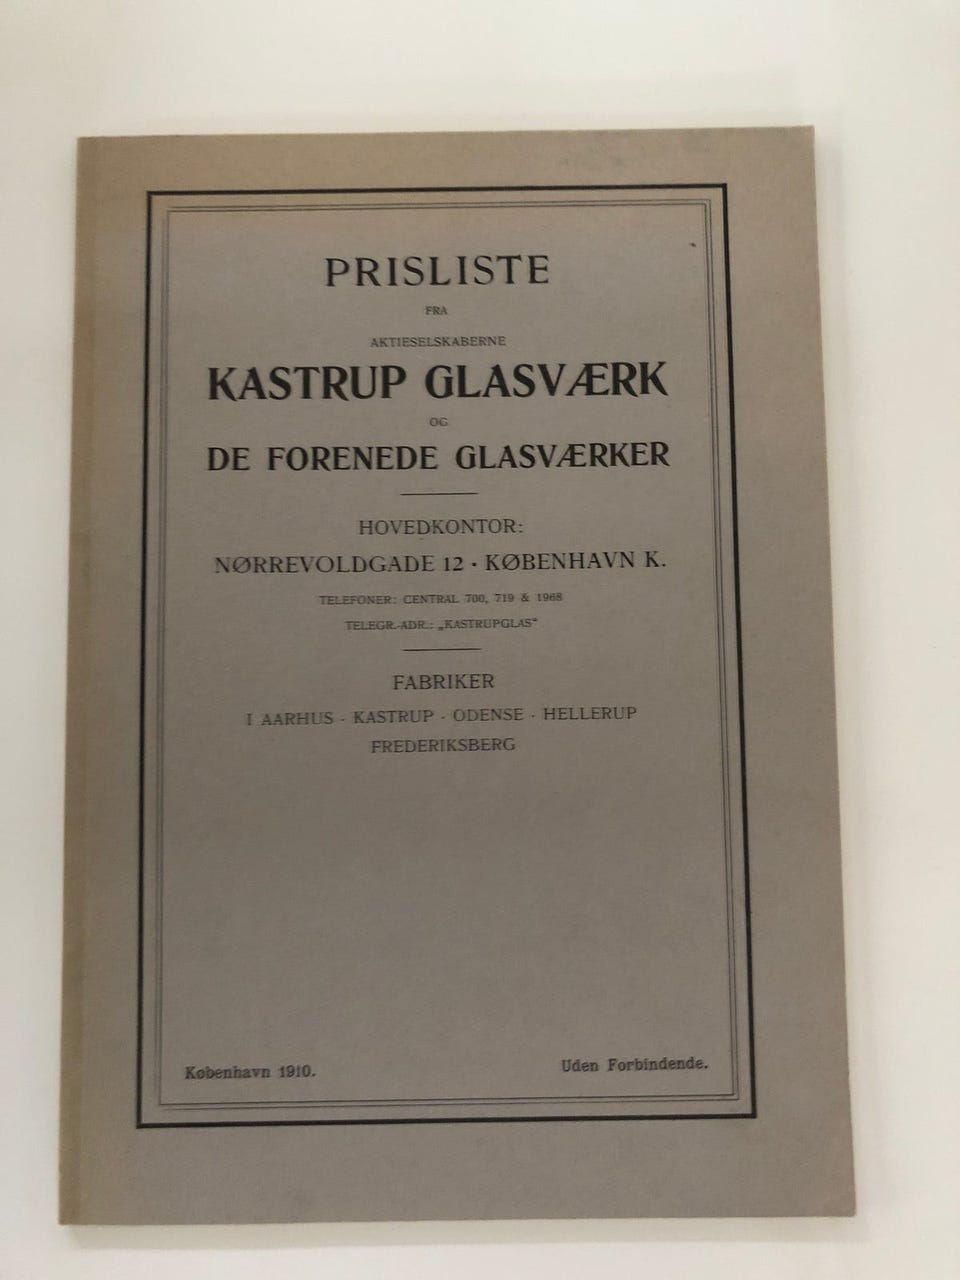 PRISLISTE
FRA
AKTIESELSKABERNE
KASTRUP GLASVÆRK
OG
DE FORENEDE GLASVÆRKER
HOVEDKONTOR:
NØRREVOLDGADE 12 · KØBENHAVN K.
TELEFONER: CENTRAL 700, 719 & 1968
TELEGR.-ADR.: „KASTRUPGLAS“
FABRIKER
I AARHUS · KASTRUP · ODENSE · HELLERUP
FREDERIKSBERG
København 1910. Uden Forbindende.